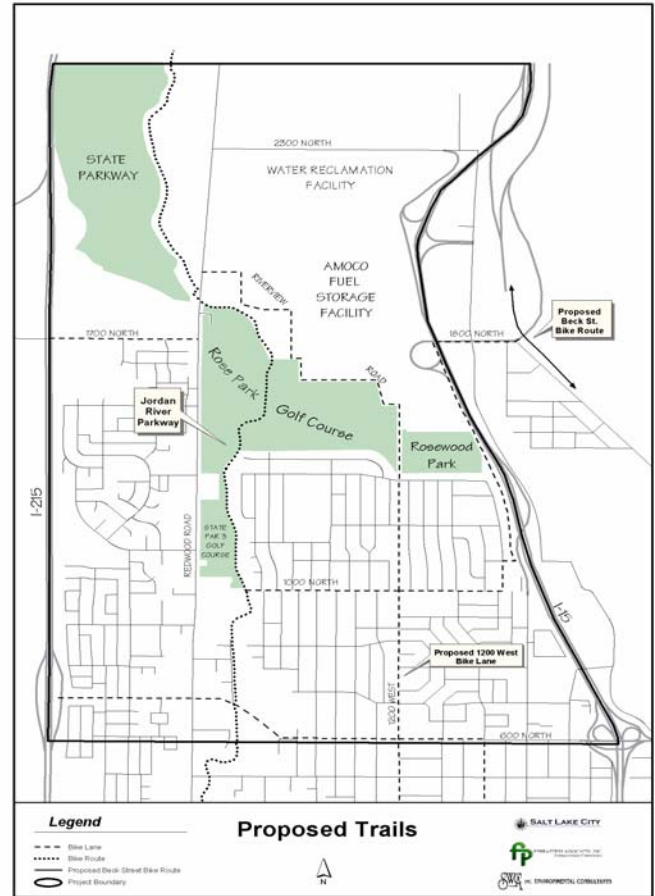 2300 NORTH
STATE
PARKWAY
WATER RECLAMATION
FACILITY
AMOCO
FUEL
STORAGE
FACILITY
RIVERVIEW
ROAD
Proposed
Beck St.
Bike Route
1700 NORTH
1800 NORTH
Rose Park
Golf Course
Jordan
River
Parkway
Rosewood
Park
I-215
REDWOOD ROAD
STATE
PAR 3
GOLF
COURSE
1000 NORTH
I-15
Proposed 1200 West
Bike Lane
1200 WEST
600 NORTH
Legend
Bike Lane
Bike Route
Proposed Beck Street Bike Route
Project Boundary
Proposed Trails
N
SALT LAKE CITY
fp
SWCA INC. ENVIRONMENTAL CONSULTANTS